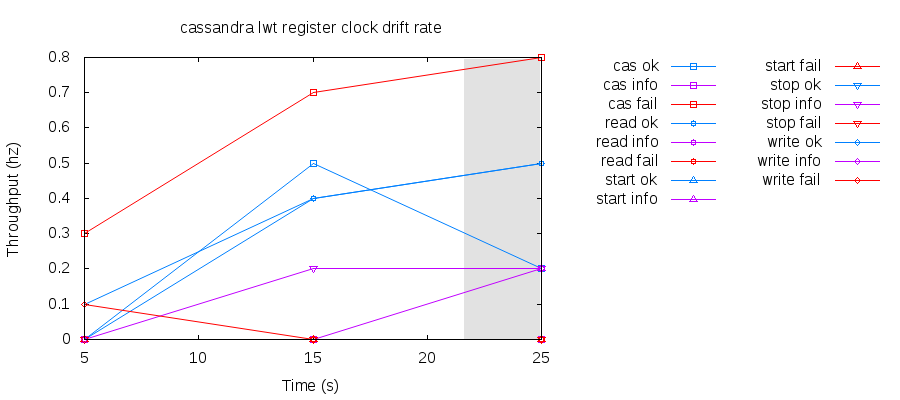 cassandra lwt register clock drift rate
Throughput (hz)
0.8
0.7
0.6
0.5
0.4
0.3
0.2
0.1
0
5
10
15
20
25
Time (s)
cas ok
cas info
cas fail
read ok
read info
read fail
start ok
start info
start fail
stop ok
stop info
stop fail
write ok
write info
write fail